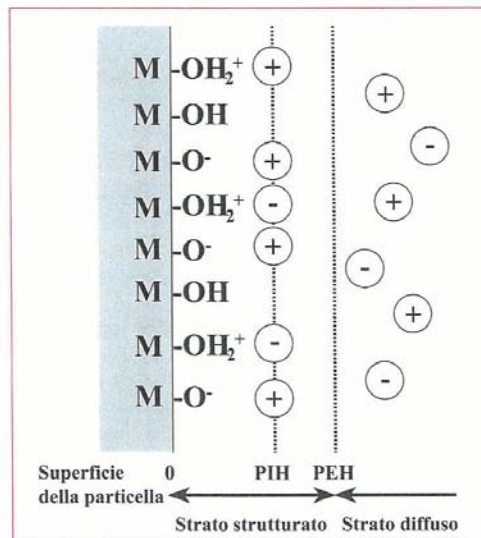 M -OH₂⁺ +
M -OH +
M -O⁻ + -
M -OH₂⁺ - +
M -O⁻ +
M -OH - +
M -OH₂⁺ -
M -O⁻ + -
Superficie 0 PIH PEH
della particella
Strato strutturato Strato diffuso